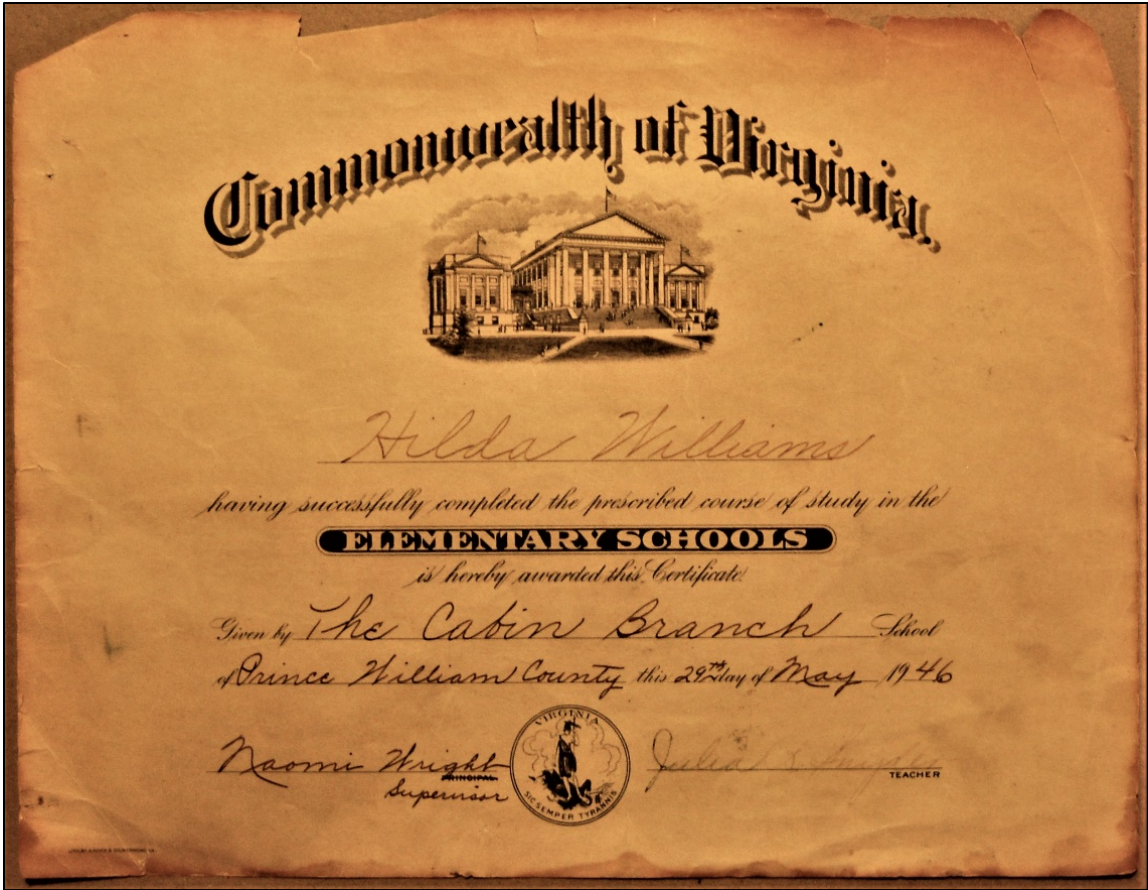 Commonwealth of Virginia.
Hilda Williams
having successfully completed the prescribed course of study in the
ELEMENTARY SCHOOLS
is hereby awarded this Certificate
Given by The Cabin Branch School
of Prince William County this 29th day of May 1946
Naomi Wright
PRINCIPAL
Supervisor
VIRGINIA
SIC SEMPER TYRANNIS
Julia
TEACHER